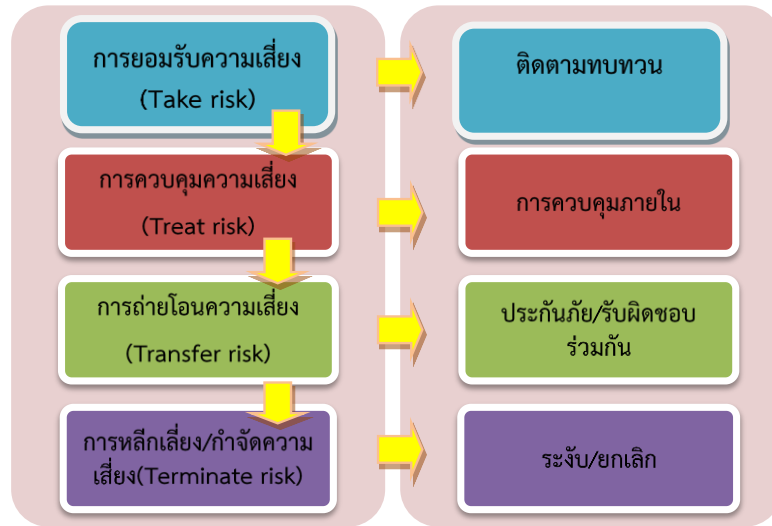 การยอมรับความเสี่ยง
(Take risk)
ติดตามทบทวน
การควบคุมความเสี่ยง
(Treat risk)
การควบคุมภายใน
การถ่ายโอนความเสี่ยง
(Transfer risk)
ประกันภัย/รับผิดชอบ
ร่วมกัน
การหลีกเลี่ยง/กำจัดความ
เสี่ยง(Terminate risk)
ระงับ/ยกเลิก